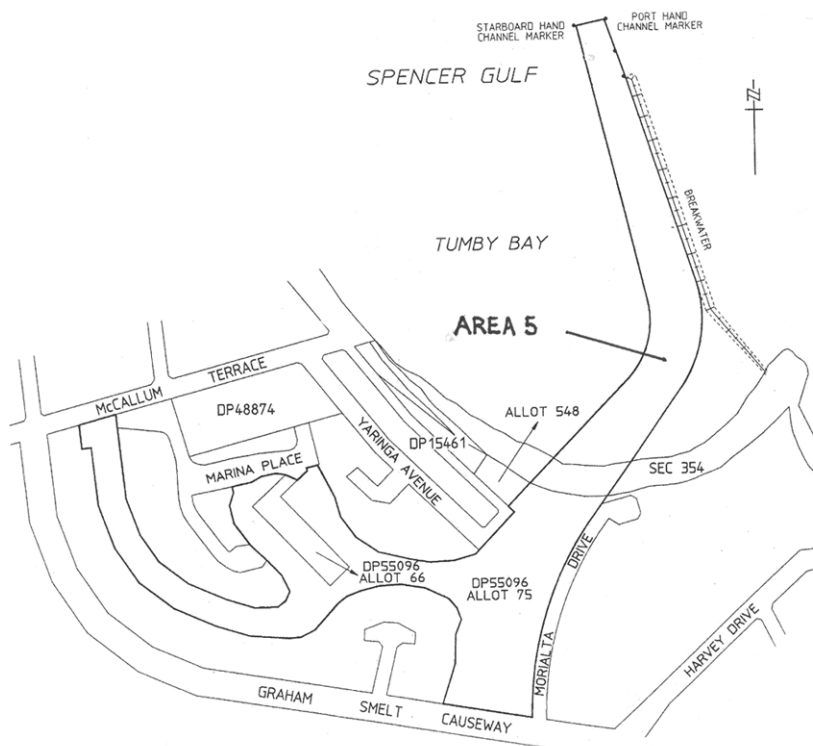 STARBOARD HAND
CHANNEL MARKER
PORT HAND
CHANNEL MARKER
SPENCER GULF
N
BREAKWATER
TUMBY BAY
AREA 5
McCALLUM TERRACE
DP48874
ALLOT 548
YARINGA AVENUE
DP15461
MARINA PLACE
SEC 354
DP55096
ALLOT 66
DP55096
ALLOT 75
MORIALTA DRIVE
HARVEY DRIVE
GRAHAM SMELT CAUSEWAY